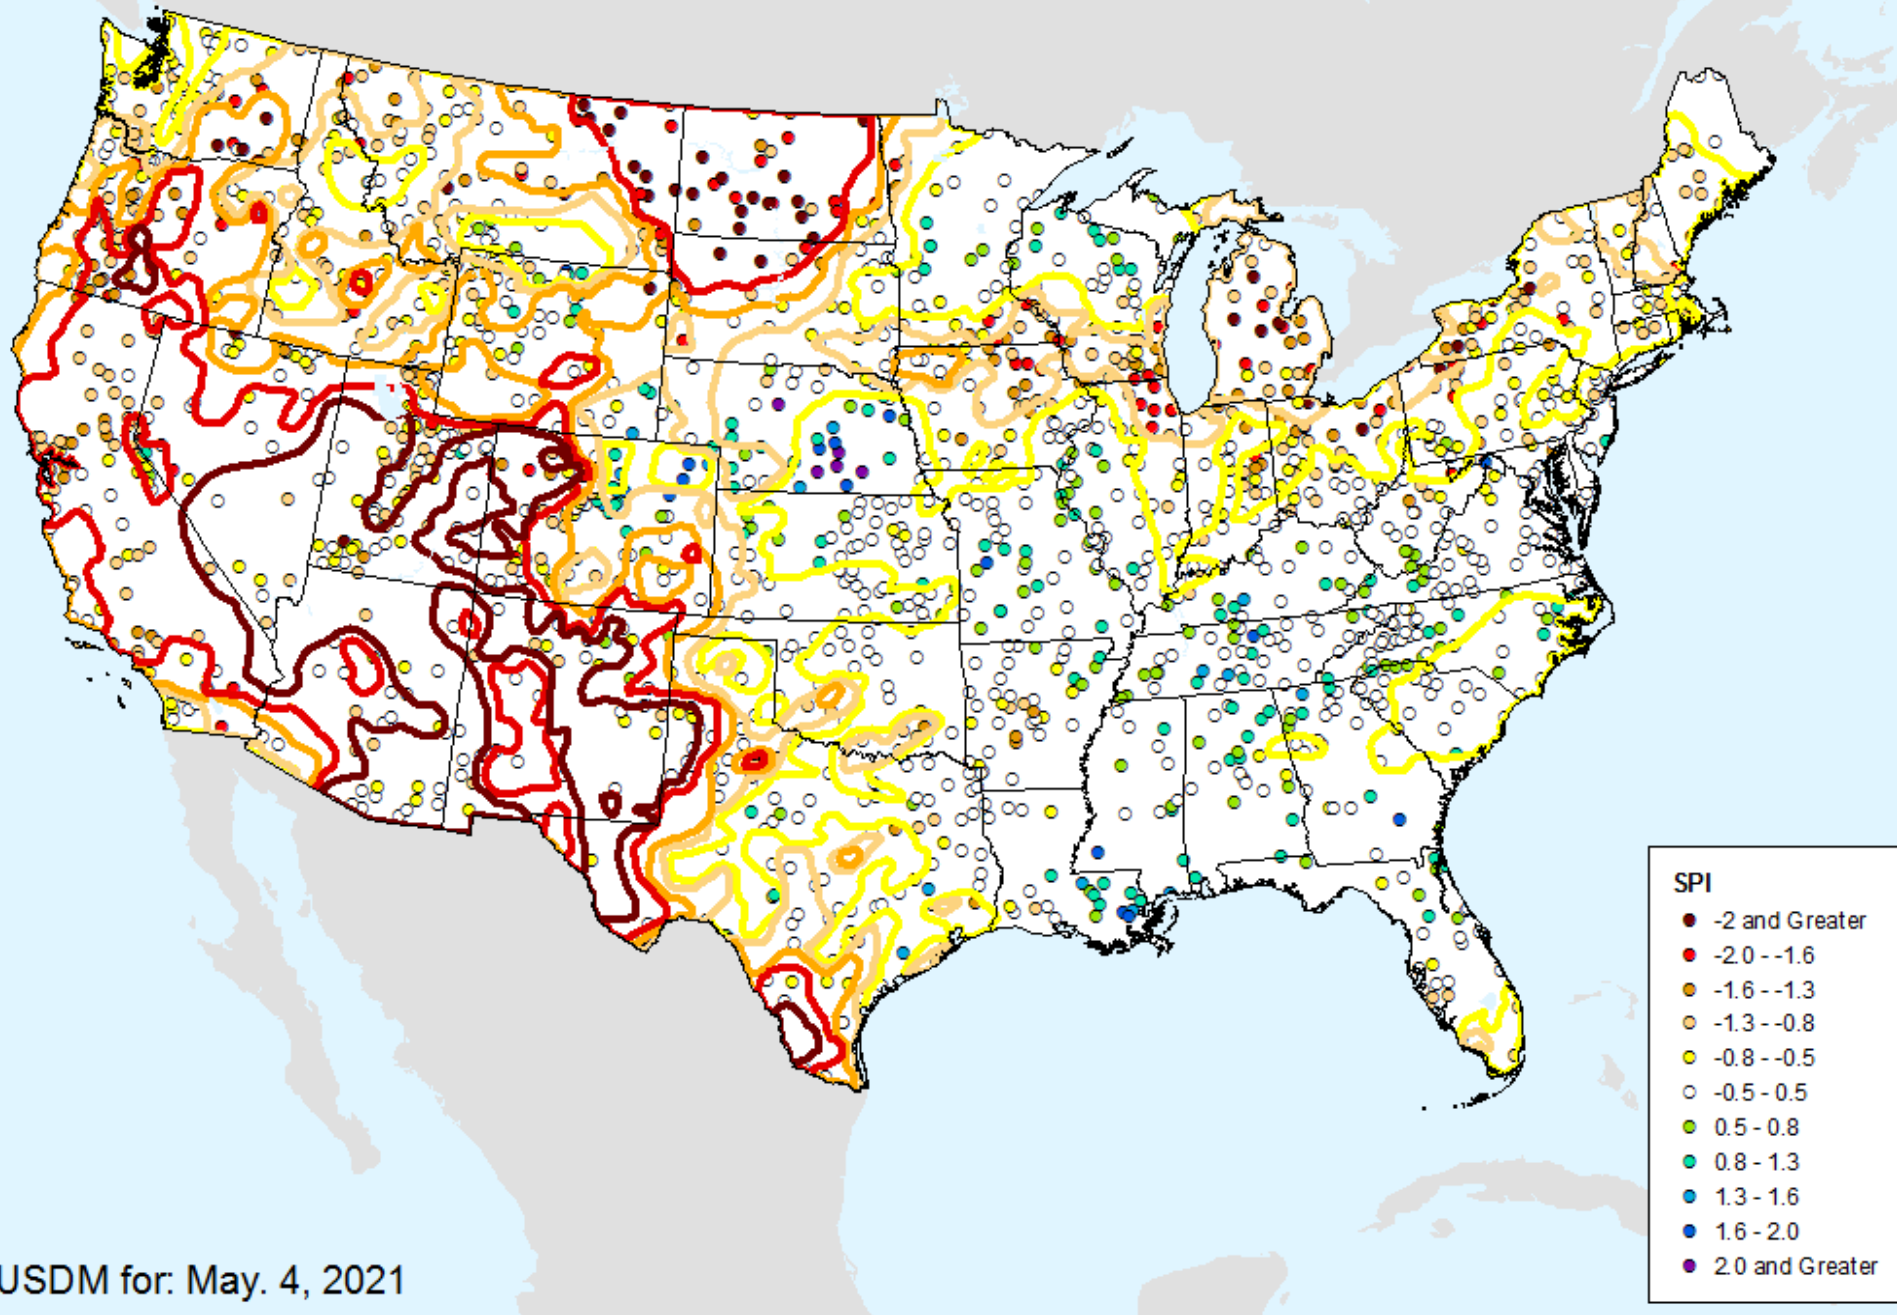 SPI
-2 and Greater
-2.0 - -1.6
-1.6 - -1.3
-1.3 - -0.8
-0.8 - -0.5
-0.5 - 0.5
0.5 - 0.8
0.8 - 1.3
1.3 - 1.6
1.6 - 2.0
2.0 and Greater
USDM for: May. 4, 2021